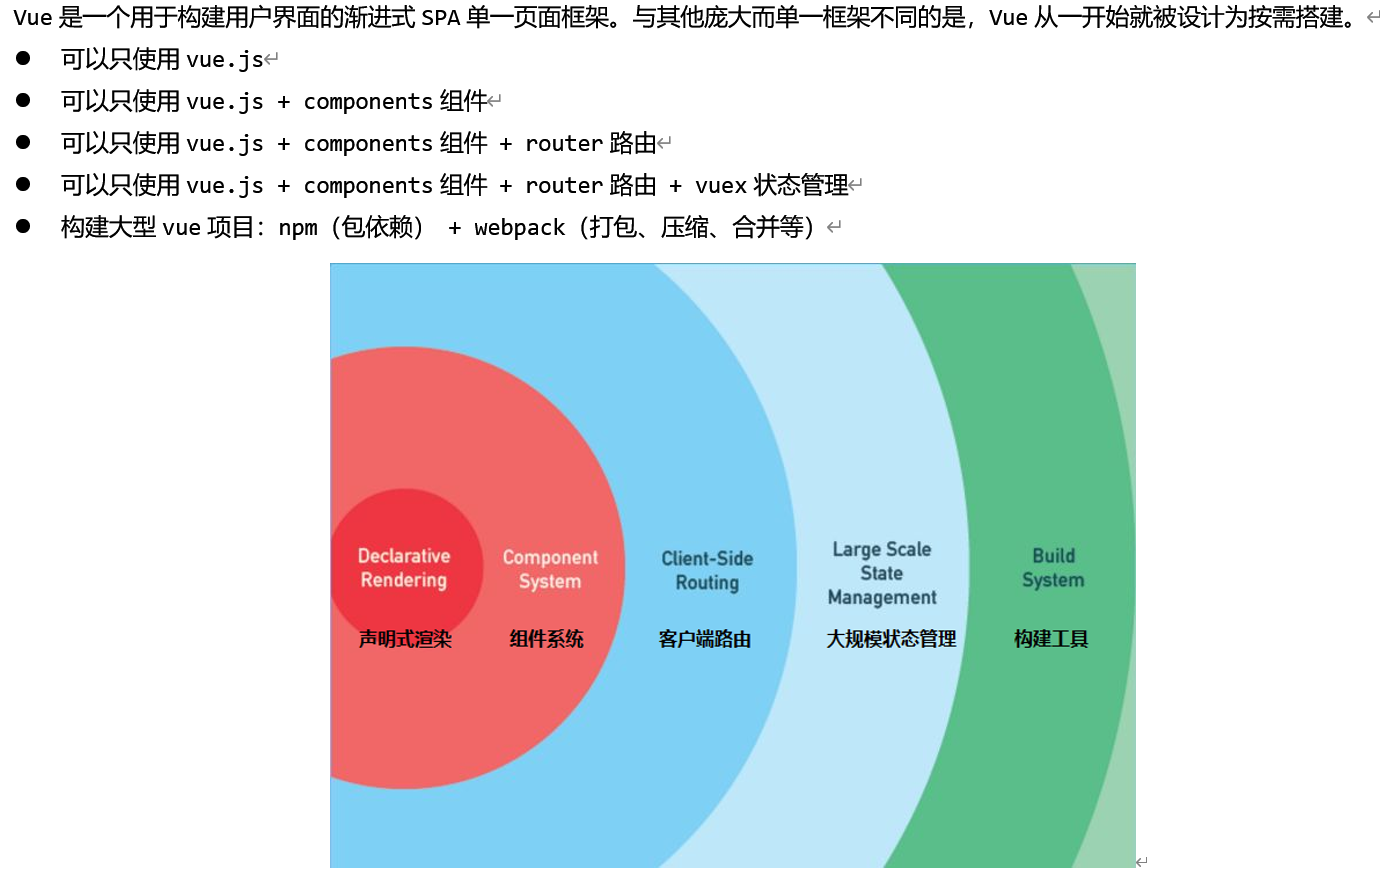 Vue 是一个用于构建用户界面的渐进式 SPA 单一页面框架。与其他庞大而单一框架不同的是，Vue 从一开始就被设计为按需搭建。
● 可以只使用 vue.js
● 可以只使用 vue.js + components 组件
● 可以只使用 vue.js + components 组件 + router 路由
● 可以只使用 vue.js + components 组件 + router 路由 + vuex 状态管理
● 构建大型 vue 项目：npm（包依赖） + webpack（打包、压缩、合并等）
Declarative
Rendering
声明式渲染
Component
System
组件系统
Client-Side
Routing
客户端路由
Large Scale
State
Management
大规模状态管理
Build
System
构建工具